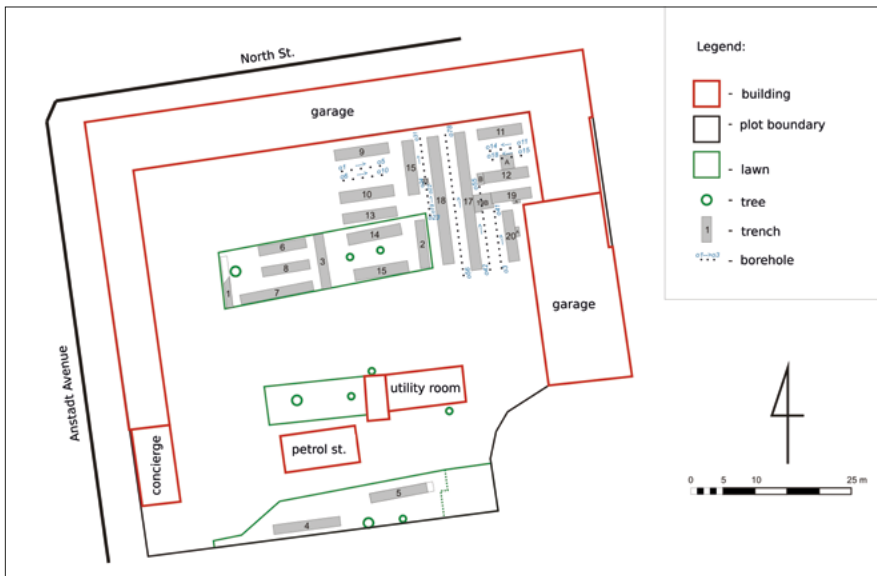 North St.
Anstadt Avenue
garage
garage
concierge
utility room
petrol st.
9
10
13
15
18
17
11
A
B
12
19
20
6
8
7
1
3
14
15
2
5
4
Legend:
- building
- plot boundary
- lawn
- tree
1 - trench
- borehole
0 5 10 25 m